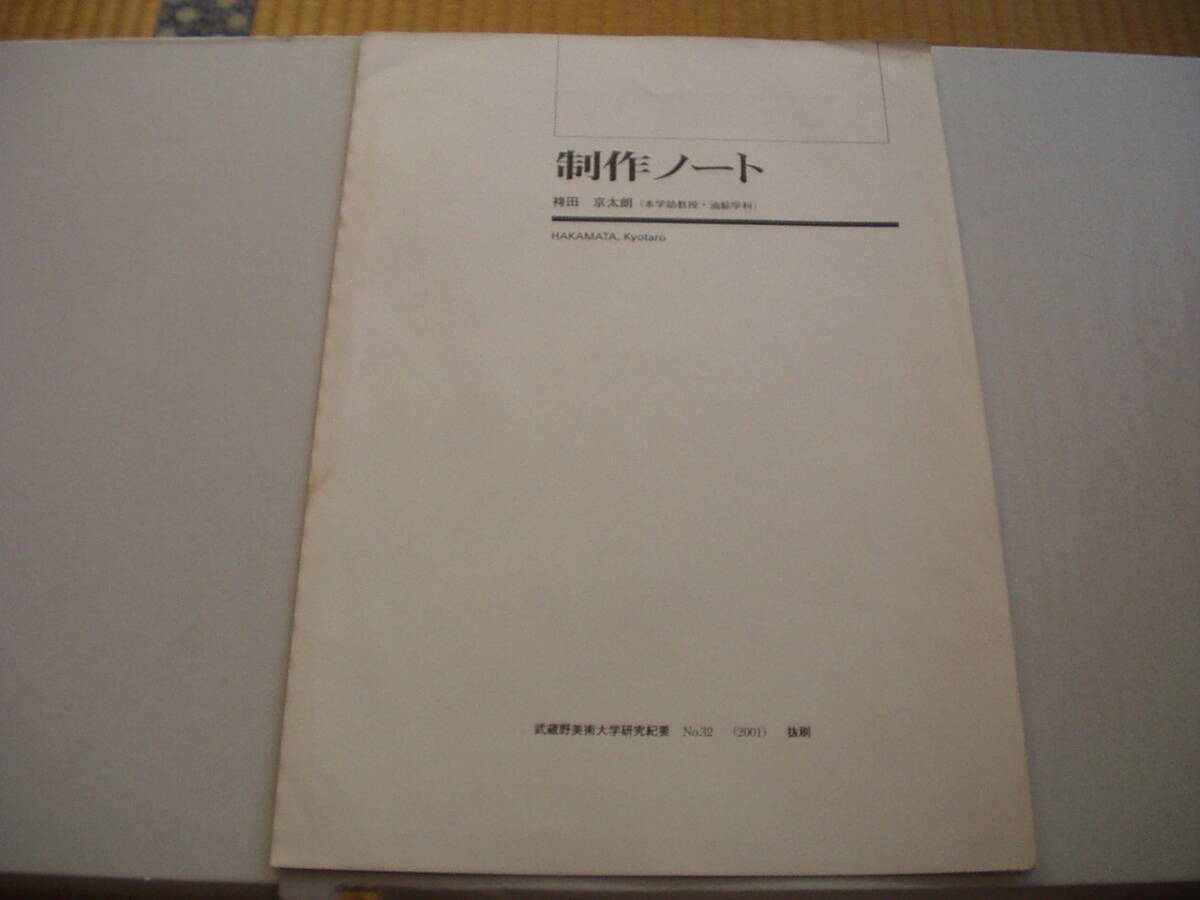 制作ノート
袴田　京太朗（本学助教授・油絵学科）
HAKAMATA, Kyotaro
武蔵野美術大学研究紀要　No.32　（2001）　抜刷